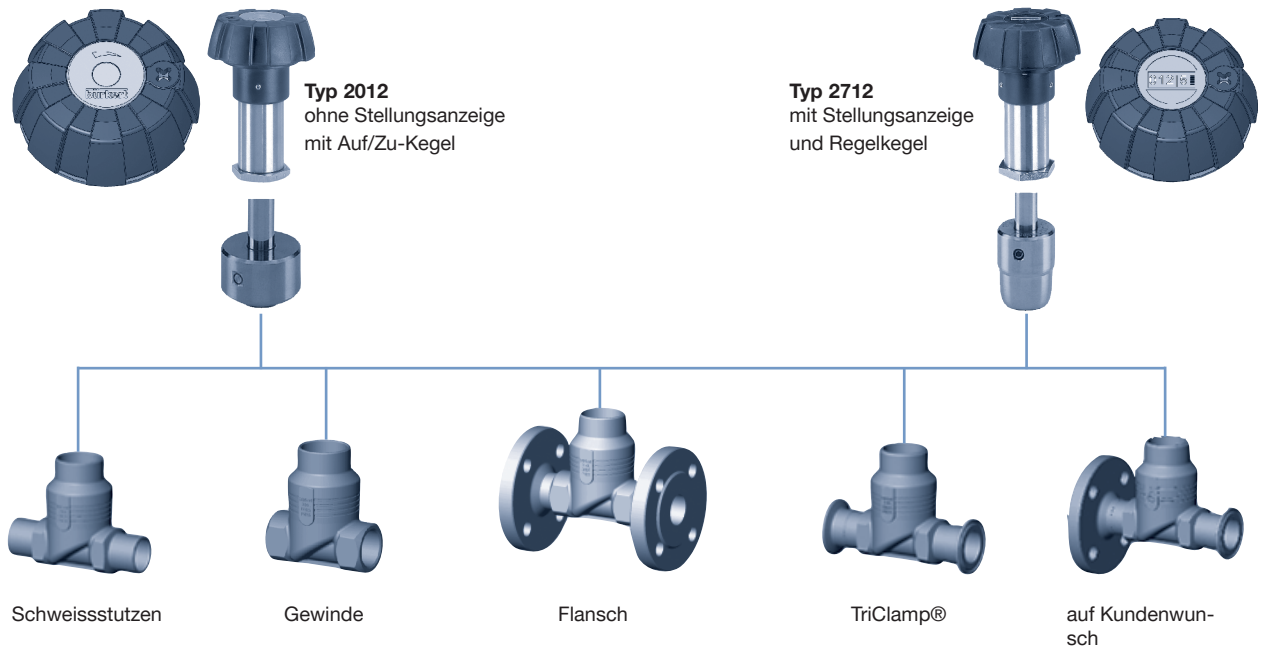 bürkert
Typ 2012
ohne Stellungsanzeige
mit Auf/Zu-Kegel
Typ 2712
mit Stellungsanzeige
und Regelkegel
Schweissstutzen
Gewinde
Flansch
TriClamp®
auf Kundenwun-
sch